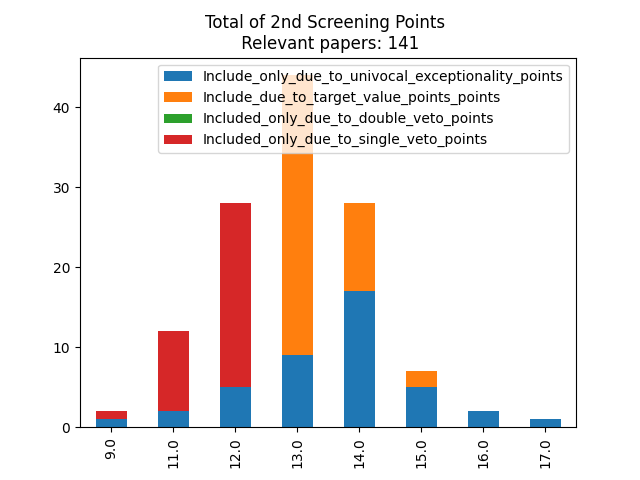 Total of 2nd Screening Points
Relevant papers: 141
Include_only_due_to_univocal_exceptionality_points
Include_due_to_target_value_points_points
Included_only_due_to_double_veto_points
Included_only_due_to_single_veto_points
40
30
20
10
0
9.0 11.0 12.0 13.0 14.0 15.0 16.0 17.0